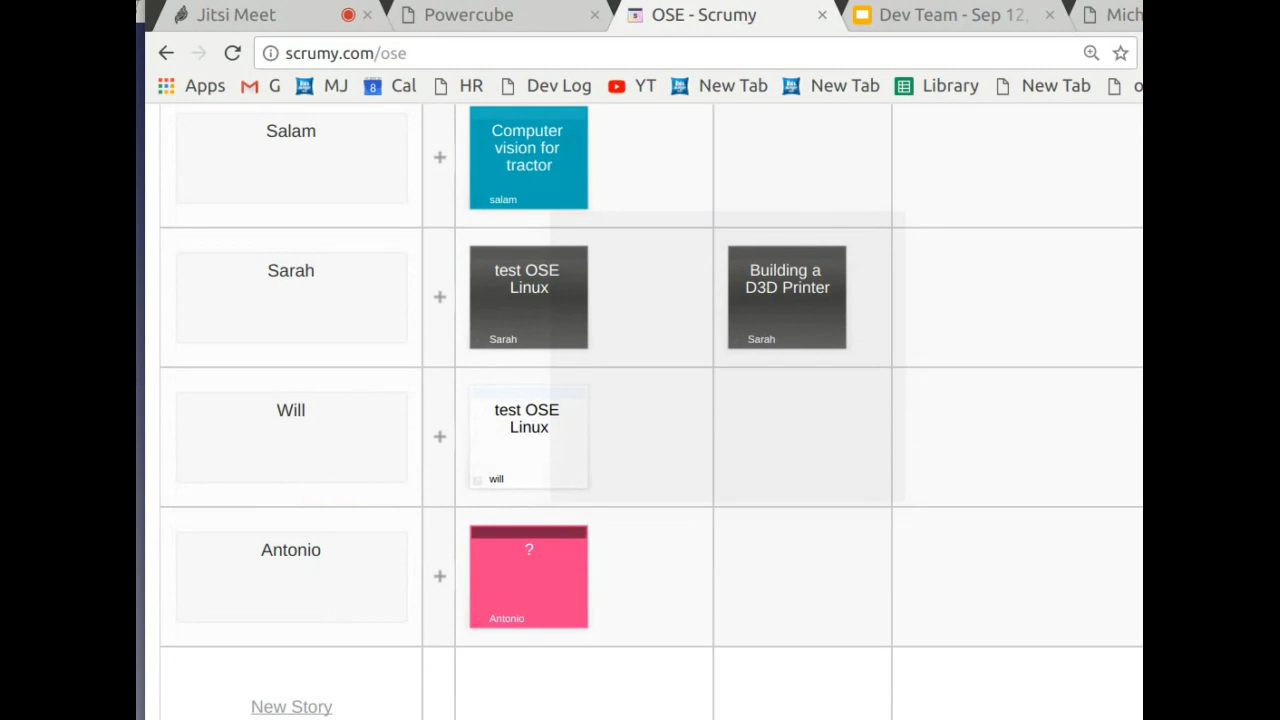 Jitsi Meet
Powercube
OSE - Scrumy
Dev Team - Sep 12,
Mich
scrumy.com/ose
Apps
G
MJ
8
Cal
HR
Dev Log
YT
New Tab
New Tab
Library
New Tab
o
Salam
+
Computer
vision for
tractor
salam
Sarah
+
test OSE
Linux
Sarah
Building a
D3D Printer
Sarah
Will
+
test OSE
Linux
will
Antonio
+
?
Antonio
New Story